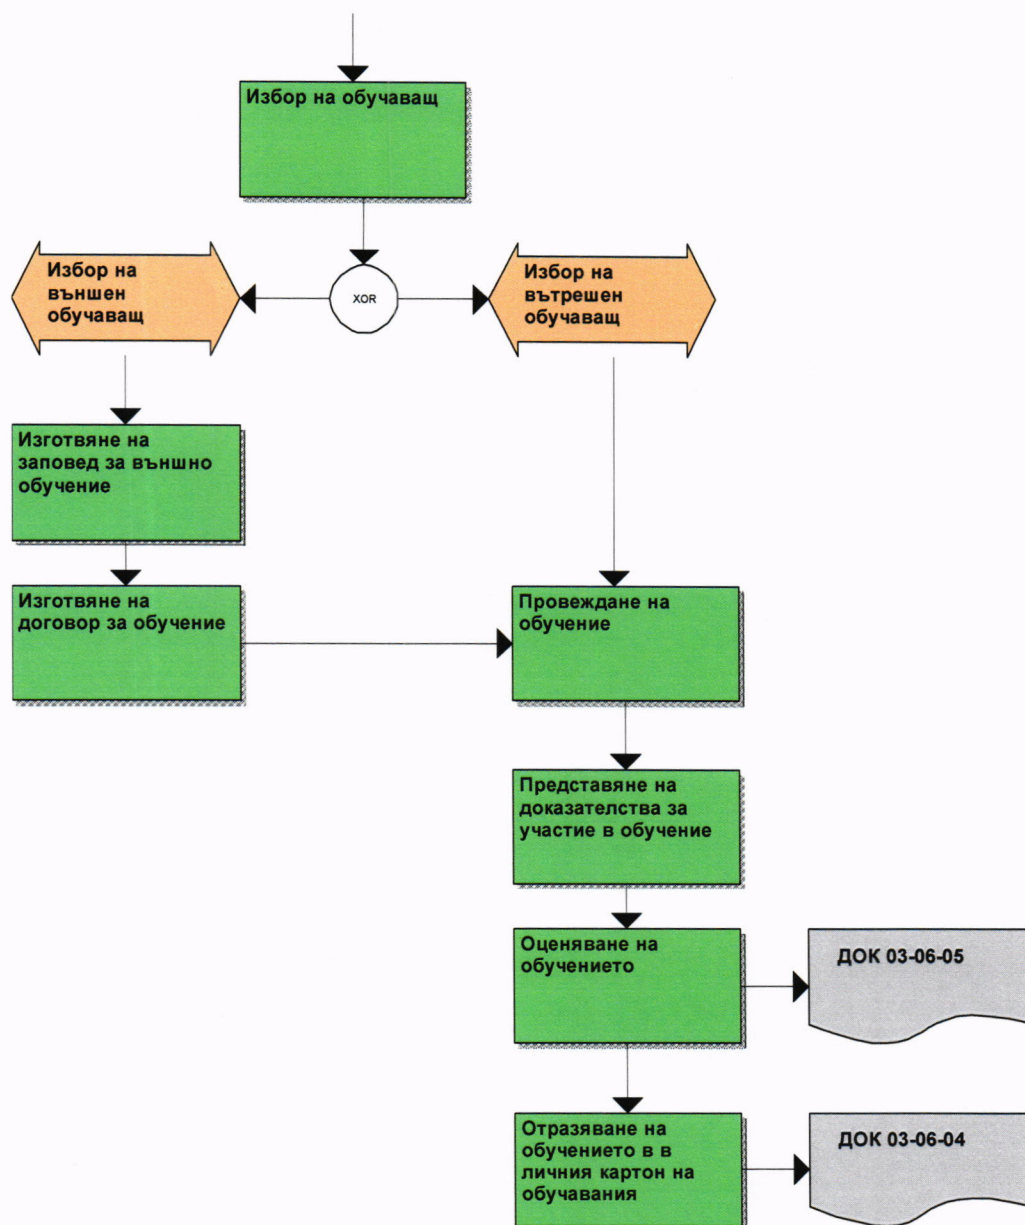 Избор на обучаващ
Избор на
външен
обучаващ
XOR
Избор на
вътрешен
обучаващ
Изготвяне на
заповед за външно
обучение
Изготвяне на
договор за обучение
Провеждане на
обучение
Представяне на
доказателства за
участие в обучение
Оценяване на
обучението
ДОК 03-06-05
Отразяване на
обучението в в
личния картон на
обучавания
ДОК 03-06-04